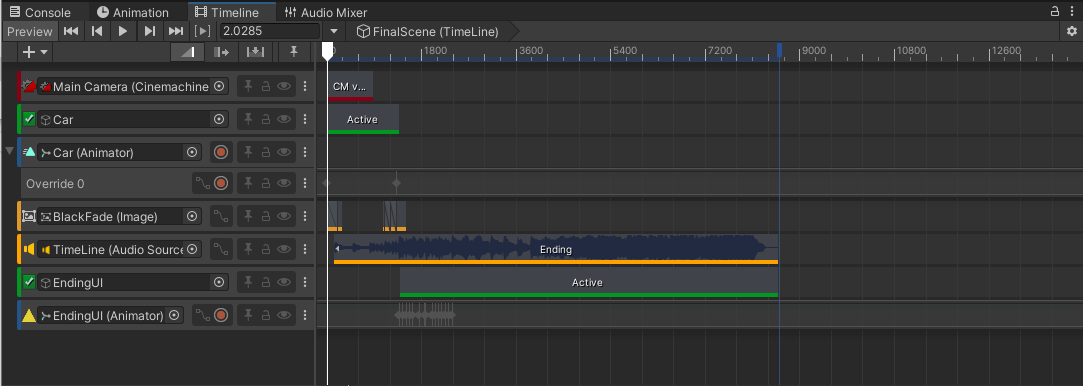 Console Animation Timeline Audio Mixer
Preview 2.0285 FinalScene (TimeLine)
0 1800 3600 5400 7200 9000 10800 12600
Main Camera (Cinemachine CM v...
Car Active
Car (Animator)
Override 0
BlackFade (Image)
TimeLine (Audio Source Ending
EndingUI Active
EndingUI (Animator)